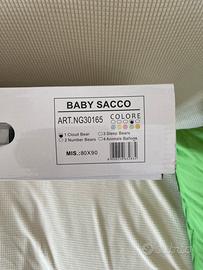 BABY SACCO
ART.NG30165
COLORE
1 Cloud Bear
3 Sleep Bears
2 Number Bears
4 Animals Balloon
MIS.:80X90